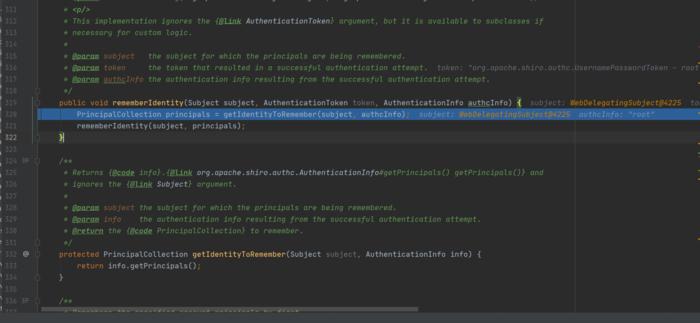 311 * <p/>
312 * This implementation ignores the {@link AuthenticationToken} argument, but it is available to subclasses if
313 * necessary for custom logic.
314 *
315 * @param subject the subject for which the principals are being remembered.
316 * @param token the token that resulted in a successful authentication attempt. token: "org.apache.shiro.authc.UsernamePasswordToken - root
317 * @param authcInfo the authentication info resulting from the successful authentication attempt.
318 */
319 public void rememberIdentity(Subject subject, AuthenticationToken token, AuthenticationInfo authcInfo) { subject: WebDelegatingSubject@4225 to
320 PrincipalCollection principals = getIdentityToRemember(subject, authcInfo); subject: WebDelegatingSubject@4225 authcInfo: "root"
321 rememberIdentity(subject, principals);
322 }
323
324 /**
325 * Returns {@code info}.{@link org.apache.shiro.authc.AuthenticationInfo#getPrincipals() getPrincipals()} and
326 * ignores the {@link Subject} argument.
327 *
328 * @param subject the subject for which the principals are being remembered.
329 * @param info the authentication info resulting from the successful authentication attempt.
330 * @return the {@code PrincipalCollection} to remember.
331 */
332 @ protected PrincipalCollection getIdentityToRemember(Subject subject, AuthenticationInfo info) {
333 return info.getPrincipals();
334 }
335
336 /**